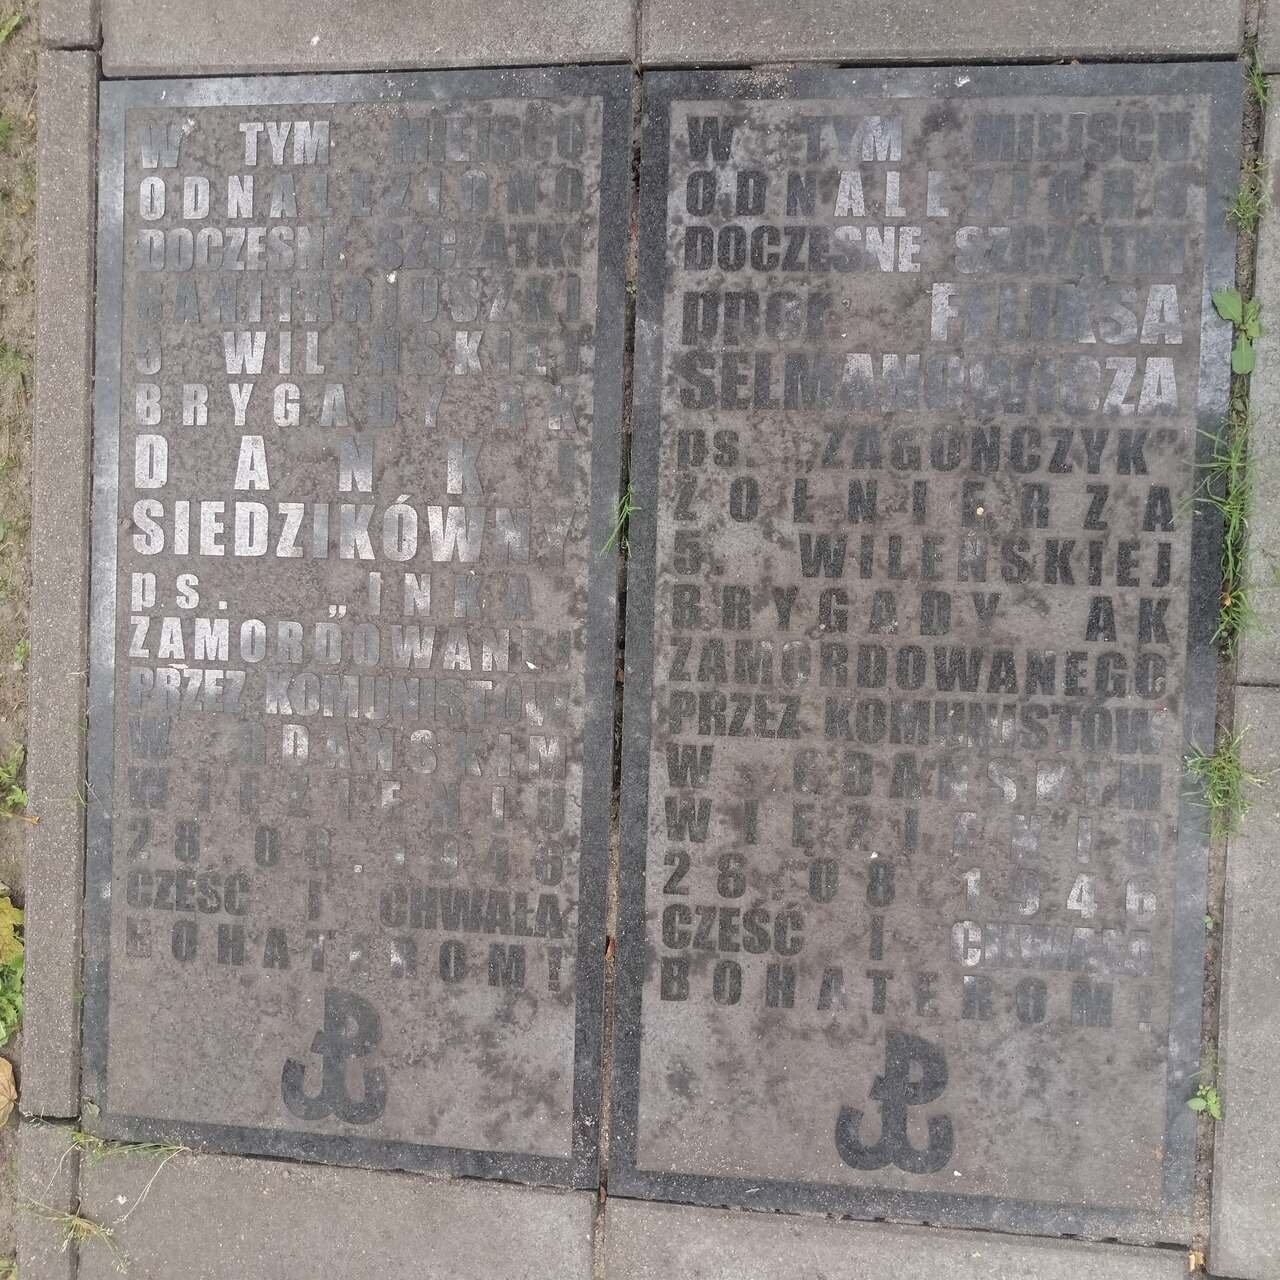 W TYM MIEJSCU
ODNALEZIONO
DOCZESNE SZCZĄTKI
SANITARIUSZKI
5. WILEŃSKIEJ
BRYGADY AK
DANKI
SIEDZIKÓWNY
ps. „INKA”
ZAMORDOWANEJ
PRZEZ KOMUNISTÓW
W GDAŃSKIM
WIĘZIENIU
28.08.1946
CZEŚĆ I CHWAŁA
BOHATEROM!
W TYM MIEJSCU
ODNALEZIONO
DOCZESNE SZCZĄTKI
ppor. FELIKSA
SELMANOWICZA
ps. „ZAGOŃCZYK”
ŻOŁNIERZA
5. WILEŃSKIEJ
BRYGADY AK
ZAMORDOWANEGO
PRZEZ KOMUNISTÓW
W GDAŃSKIM
WIĘZIENIU
28.08.1946
CZEŚĆ I CHWAŁA
BOHATEROM!